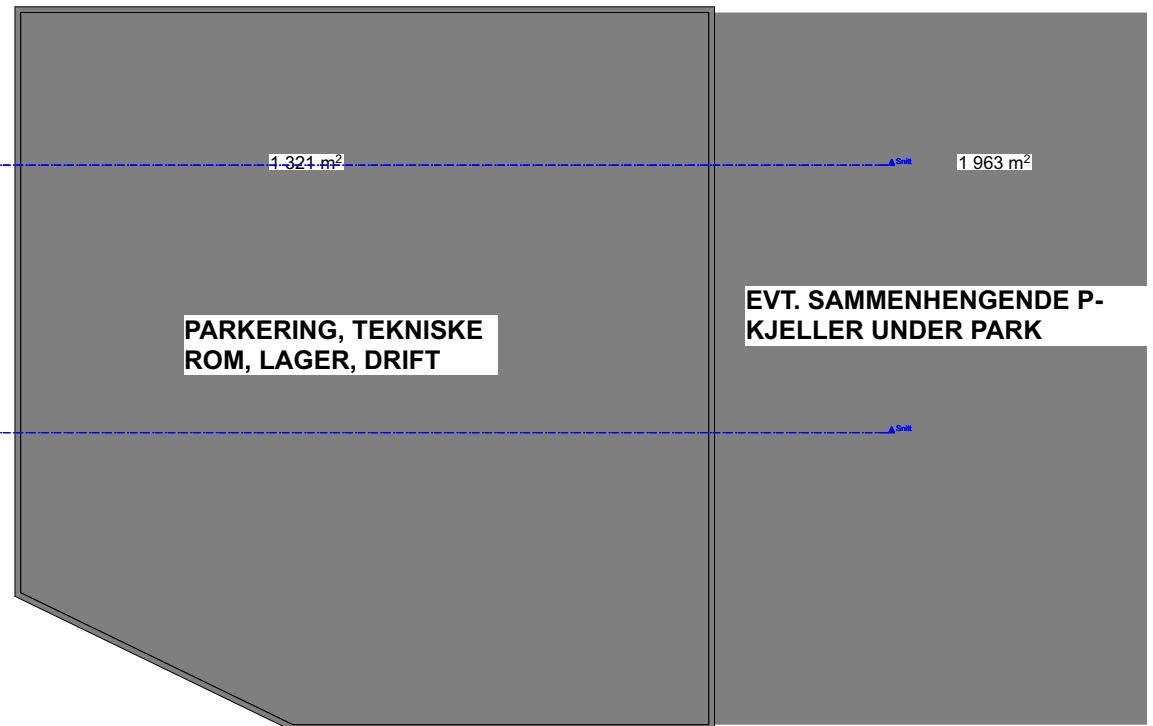 1 321 m²
Snitt
1 963 m²
EVT. SAMMENHENGENDE P-
KJELLER UNDER PARK
PARKERING, TEKNISKE
ROM, LAGER, DRIFT
Snitt